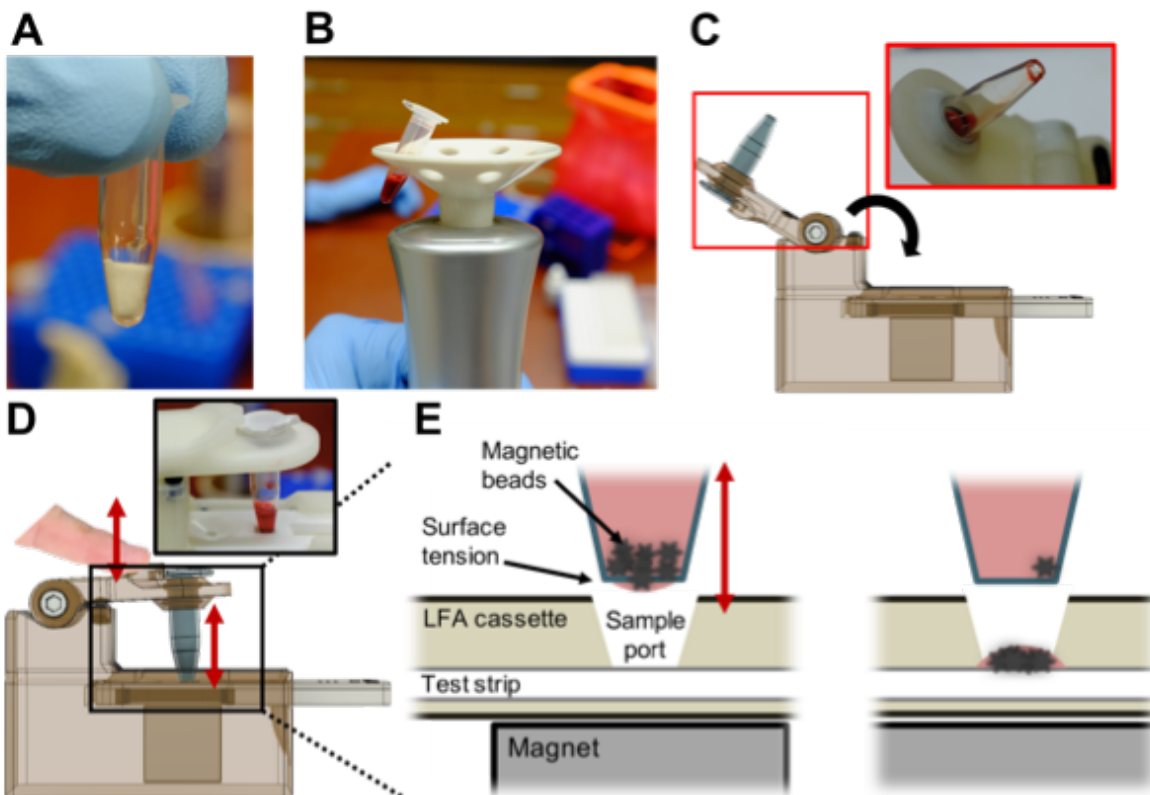 A
B
C
D
E
Magnetic
beads
Surface
tension
LFA cassette
Sample
port
Test strip
Magnet